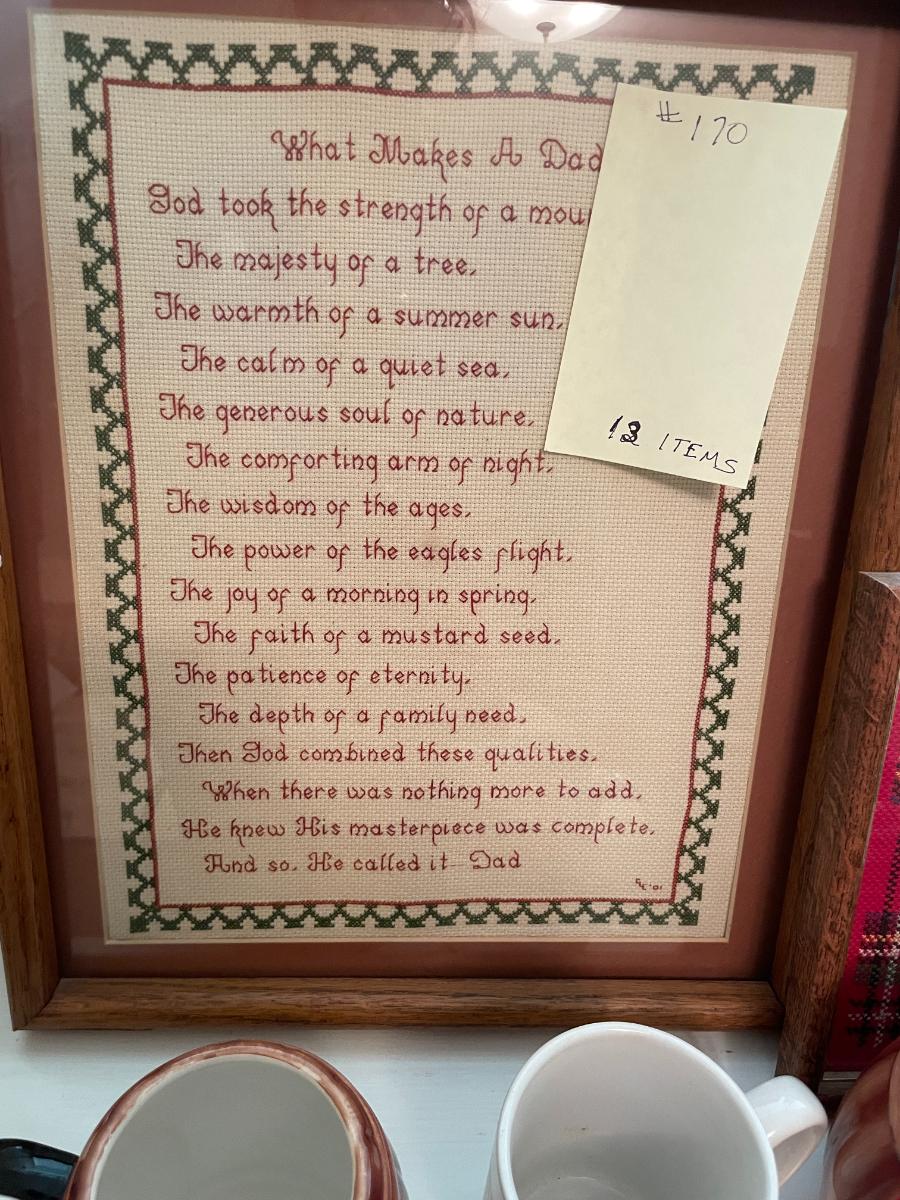 What Makes A Dad
God took the strength of a mou
The majesty of a tree,
The warmth of a summer sun,
The calm of a quiet sea,
The generous soul of nature,
The comforting arm of night,
The wisdom of the ages,
The power of the eagles flight,
The joy of a morning in spring,
The faith of a mustard seed,
The patience of eternity,
The depth of a family need,
Then God combined these qualities,
When there was nothing more to add,
He knew His masterpiece was complete,
And so, He called it Dad
# 170
13 ITEMS